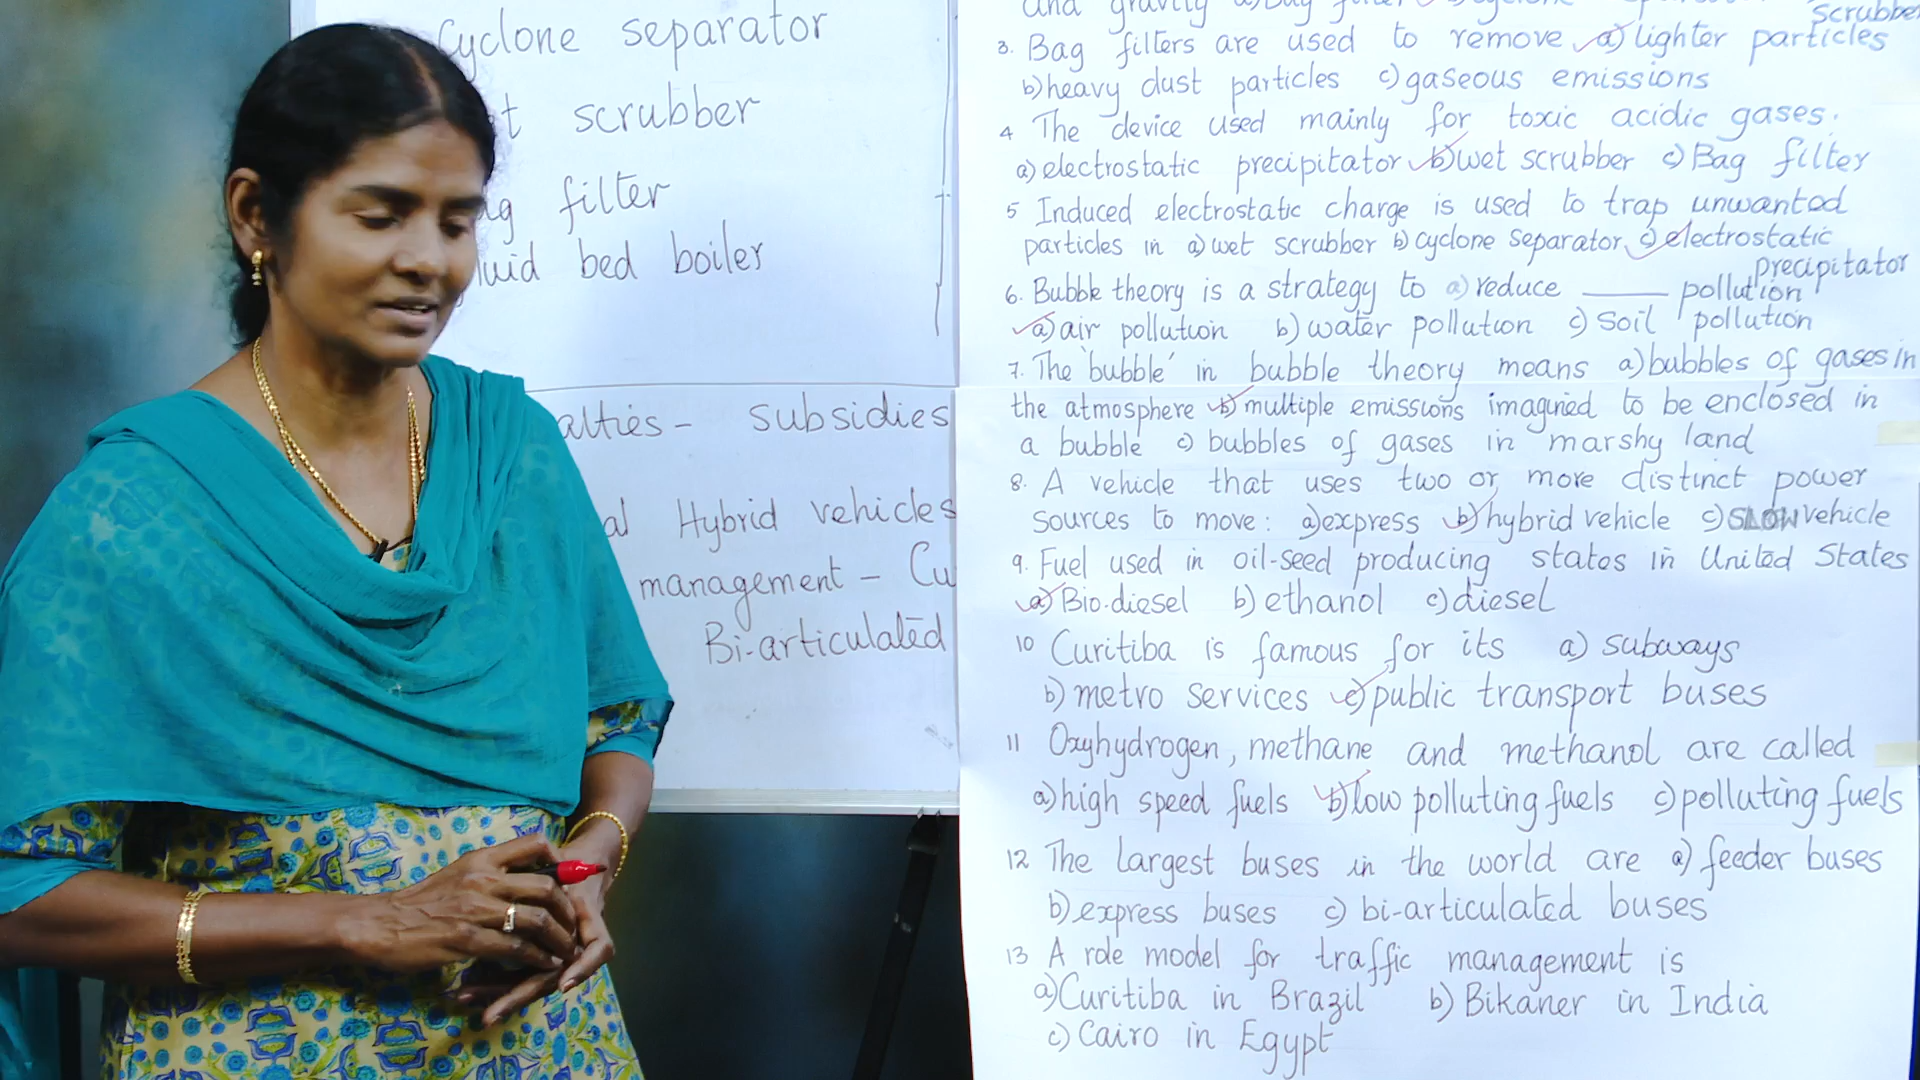 Cyclone separator
scrubber
filter
bed boiler
subsidies
Hybrid vehicles
management -
Bi-articulated
and gravity
Scrubber
3. Bag filters are used to remove a) lighter particles
b) heavy dust particles c) gaseous emissions
4 The device used mainly for toxic acidic gases.
a) electrostatic precipitator b) wet scrubber c) Bag filter
5 Induced electrostatic charge is used to trap unwanted
particles in a) wet scrubber b) cyclone separator c) electrostatic
precipitator
6. Bubble theory is a strategy to a) reduce ____ pollution
a) air pollution b) water pollution c) soil pollution
7. The 'bubble' in bubble theory means a) bubbles of gases in
the atmosphere b) multiple emissions imagined to be enclosed in
a bubble c) bubbles of gases in marshy land
8. A vehicle that uses two or more distinct power
sources to move: a) express b) hybrid vehicle c) SLOW vehicle
9. Fuel used in oil-seed producing states in United States
a) Bio.diesel b) ethanol c) diesel
10 Curitiba is famous for its a) subways
b) metro services c) public transport buses
11 Oxyhydrogen, methane and methanol are called
a) high speed fuels b) low polluting fuels c) polluting fuels
12 The largest buses in the world are a) feeder buses
b) express buses c) bi-articulated buses
13 A role model for traffic management is
a) Curitiba in Brazil b) Bikaner in India
c) Cairo in Egypt